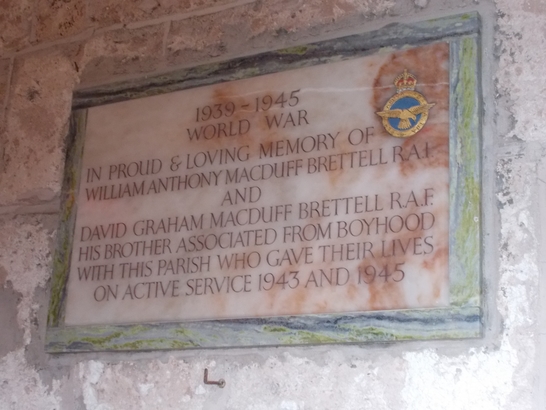 1939-1945
WORLD WAR
IN PROUD & LOVING MEMORY OF
WILLIAM ANTHONY MACDUFF BRETTELL R.A.F.
AND
DAVID GRAHAM MACDUFF BRETTELL R.A.F.
HIS BROTHER ASSOCIATED FROM BOYHOOD
WITH THIS PARISH WHO GAVE THEIR LIVES
ON ACTIVE SERVICE 1943 AND 1945